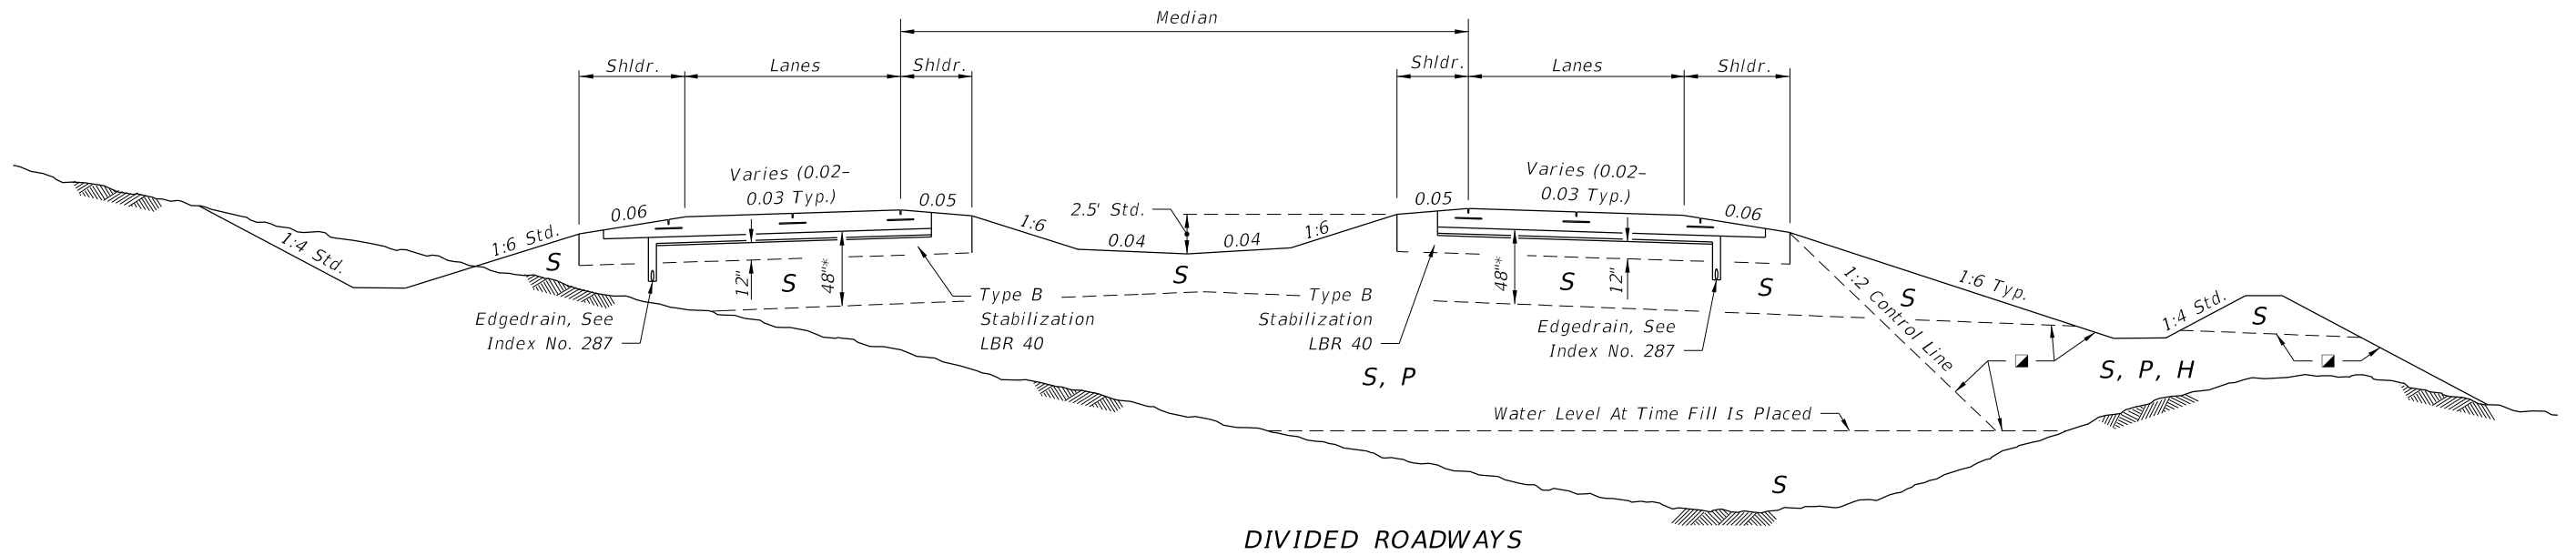 Median
Shldr.
Lanes
Shldr.
Shldr.
Lanes
Shldr.
Varies (0.02–
0.03 Typ.)
Varies (0.02–
0.03 Typ.)
0.06
0.05
2.5' Std.
0.05
0.06
1:4 Std.
1:6 Std.
1:6
0.04
0.04
1:6
1:2 Control Line
1:6 Typ.
1:4 Std.
S
12"
S
48"*
S
48"*
S
12"
S
S
S
Type B
Stabilization
LBR 40
Type B
Stabilization
LBR 40
Edgedrain, See
Index No. 287
Edgedrain, See
Index No. 287
S, P
S, P, H
Water Level At Time Fill Is Placed
S
DIVIDED ROADWAYS